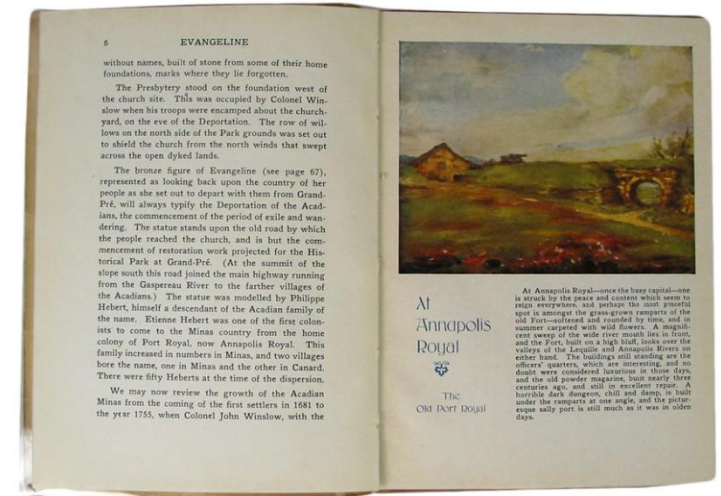 6 EVANGELINE
without names, built of stone from some of their home
foundations, marks where they lie forgotten.
The Presbytery stood on the foundation west of
the church site. This was occupied by Colonel Win-
slow when his troops were encamped about the church-
yard, on the eve of the Deportation. The row of wil-
lows on the north side of the Park grounds was set out
to shield the church from the north winds that swept
across the open dyked lands.
The bronze figure of Evangeline (see page 67),
represented as looking back upon the country of her
people as she set out to depart with them from Grand-
Pré, will always typify the Deportation of the Acad-
ians, the commencement of the period of exile and wan-
dering. The statue stands upon the old road by which
the people reached the church, and is but the com-
mencement of restoration work projected for the His-
torical Park at Grand-Pré. (At the summit of the
slope south this road joined the main highway running
from the Gaspereau River to the farther villages of
the Acadians.) The statue was modelled by Philippe
Hebert, himself a descendant of the Acadian family of
the name. Etienne Hebert was one of the first colon-
ists to come to the Minas country from the home
colony of Port Royal, now Annapolis Royal. This
family increased in numbers in Minas, and two villages
bore the name, one in Minas and the other in Canard.
There were fifty Heberts at the time of the dispersion.
We may now review the growth of the Acadian
Minas from the coming of the first settlers in 1681 to
the year 1755, when Colonel John Winslow, with the
At
Annapolis
Royal
The
Old Port Royal
At Annapolis Royal—once the busy capital—one
is struck by the peace and content which seem to
reign everywhere, and perhaps the most peaceful
spot is amongst the grass-grown ramparts of the
old Fort—softened and rounded by time, and in
summer carpeted with wild flowers. A magnifi-
cent sweep of the wide river mouth lies in front,
and the Fort, built on a high bluff, looks over the
valleys of the Lequille and Annapolis Rivers on
either hand. The buildings still standing are the
officers' quarters, which are interesting, and no
doubt were considered luxurious in those days,
and the old powder magazine, built nearly three
centuries ago, and still in excellent repair. A
horrible dark dungeon, chill and damp, is built
under the ramparts at one angle, and the pictur-
esque sally port is still much as it was in olden
days.